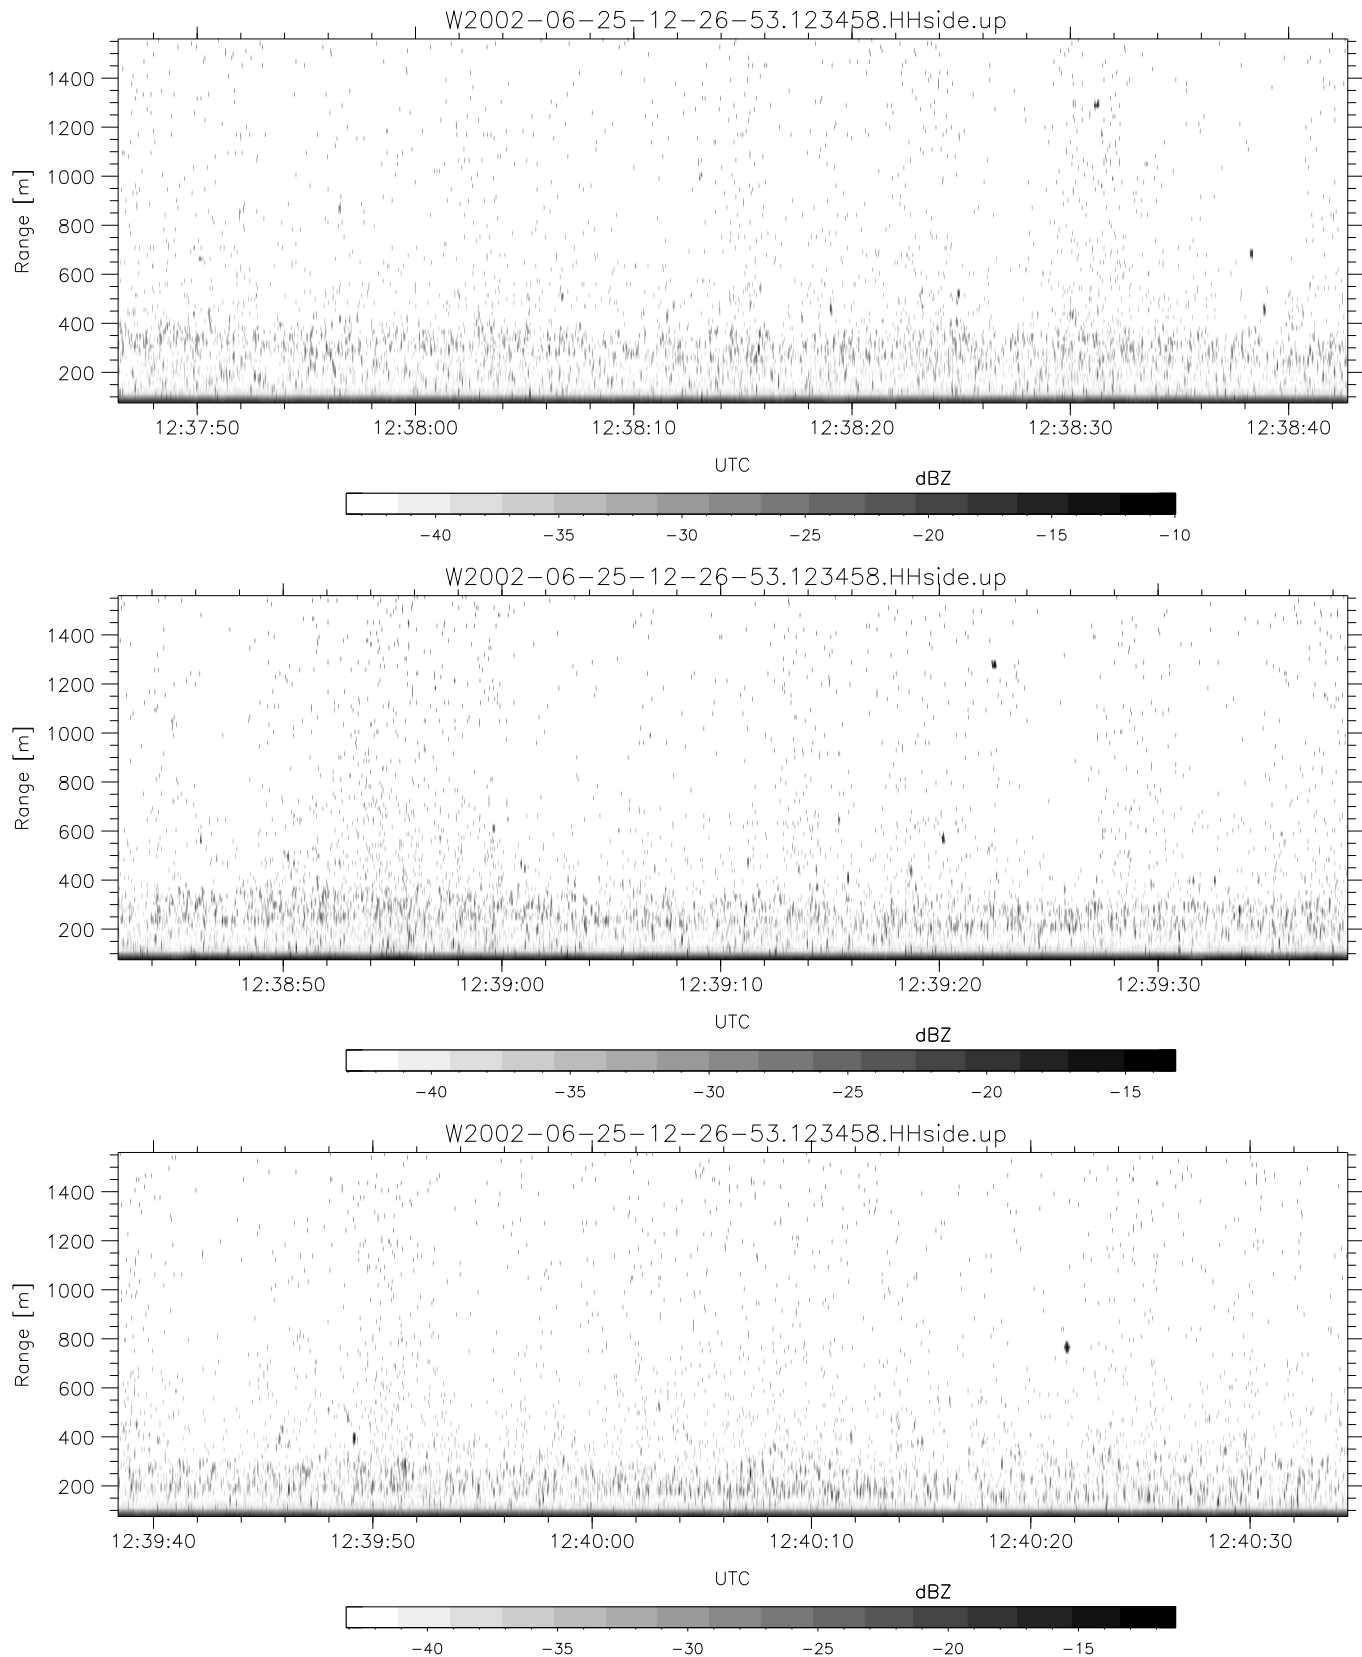 W2002-06-25-12-26-53.123458.HHside.up
1400
1200
1000
800
600
400
200
Range [m]
12:37:50 12:38:00 12:38:10 12:38:20 12:38:30 12:38:40
UTC
dBZ
-40 -35 -30 -25 -20 -15 -10
W2002-06-25-12-26-53.123458.HHside.up
1400
1200
1000
800
600
400
200
Range [m]
12:38:50 12:39:00 12:39:10 12:39:20 12:39:30
UTC
dBZ
-40 -35 -30 -25 -20 -15
W2002-06-25-12-26-53.123458.HHside.up
1400
1200
1000
800
600
400
200
Range [m]
12:39:40 12:39:50 12:40:00 12:40:10 12:40:20 12:40:30
UTC
dBZ
-40 -35 -30 -25 -20 -15